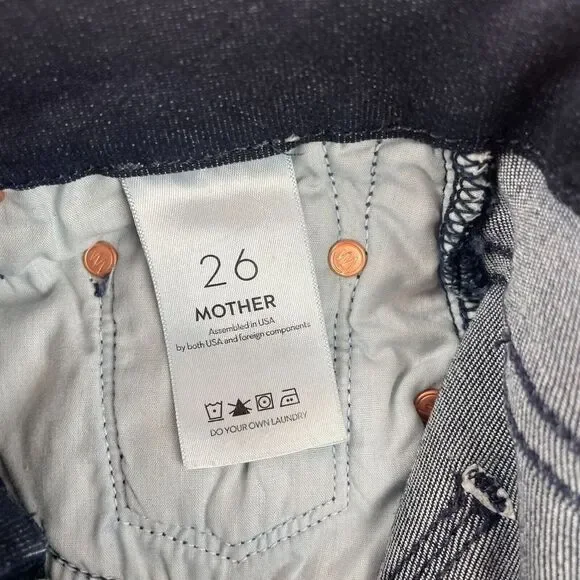 26
MOTHER
Assembled in USA
by both USA and foreign components
DO YOUR OWN LAUNDRY